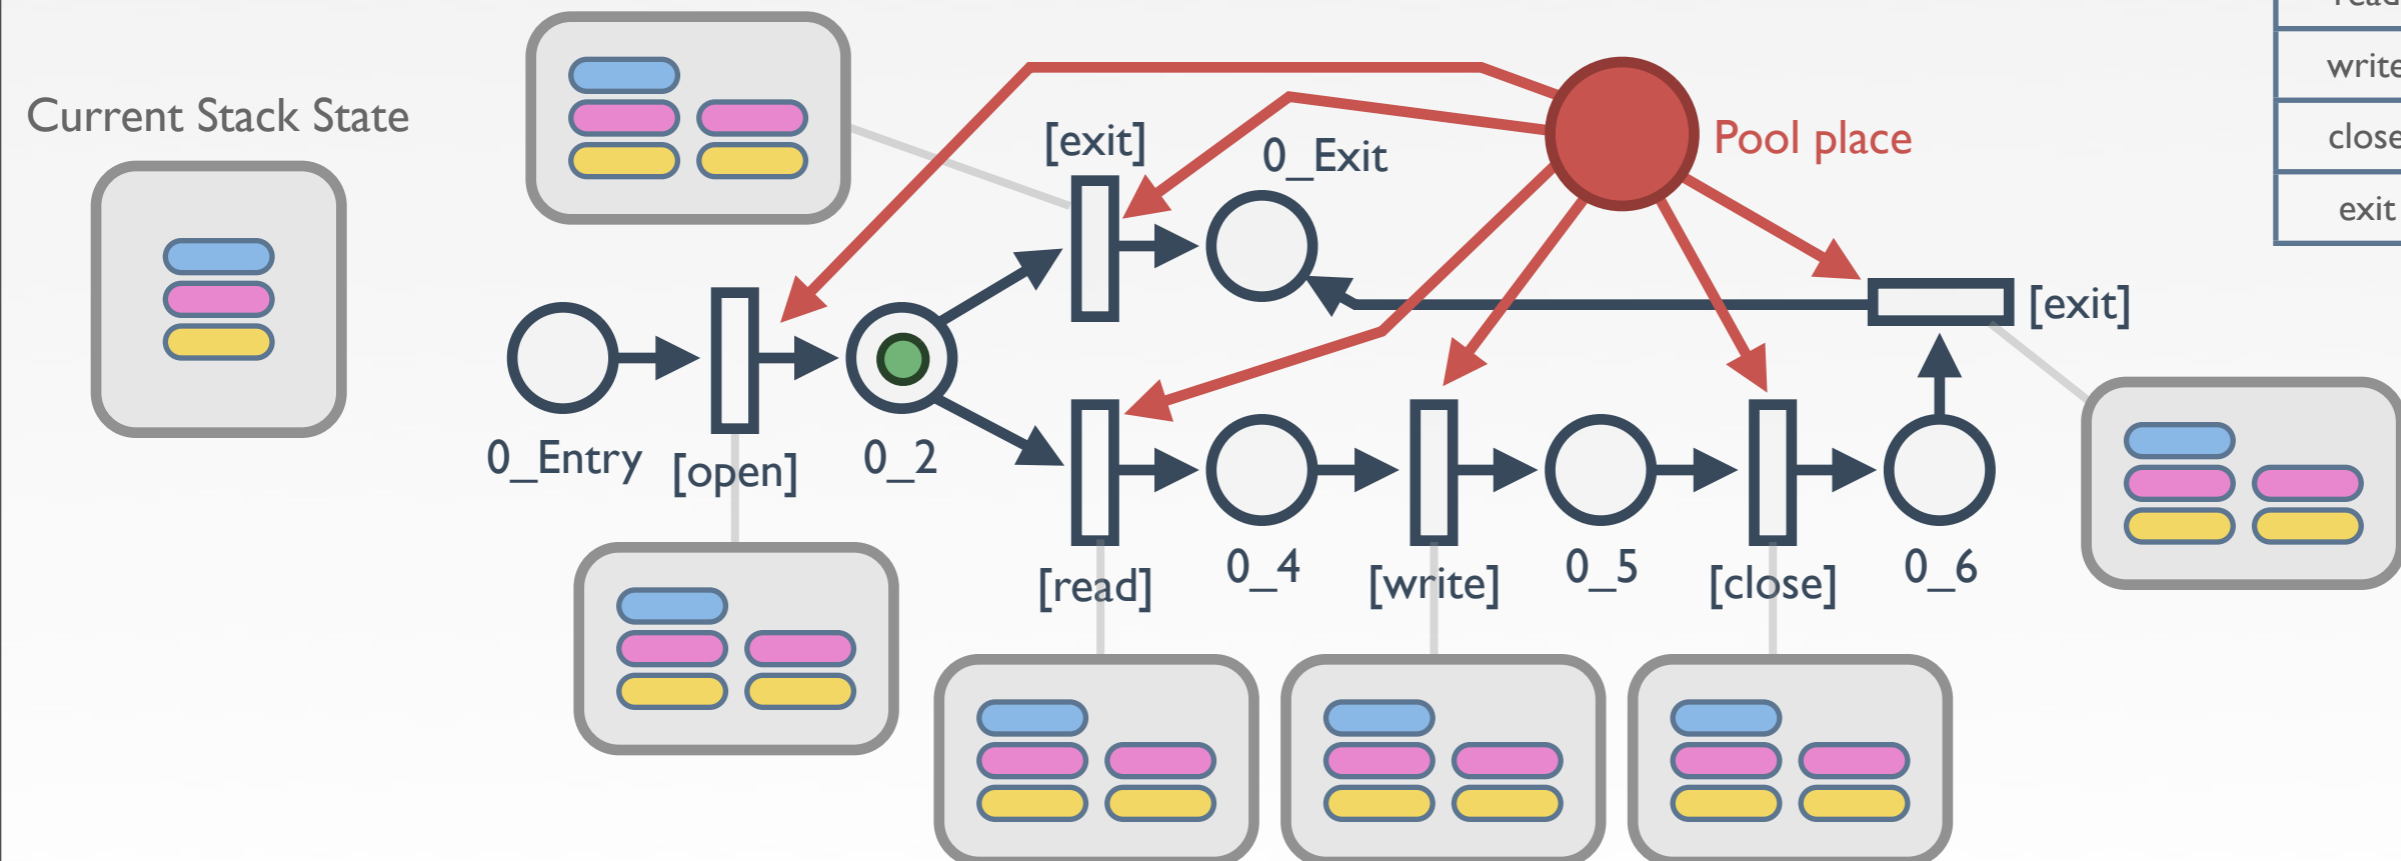 Current Stack State
[exit]
0_Exit
Pool place
write
close
exit
[exit]
0_Entry
[open]
0_2
[read]
0_4
[write]
0_5
[close]
0_6